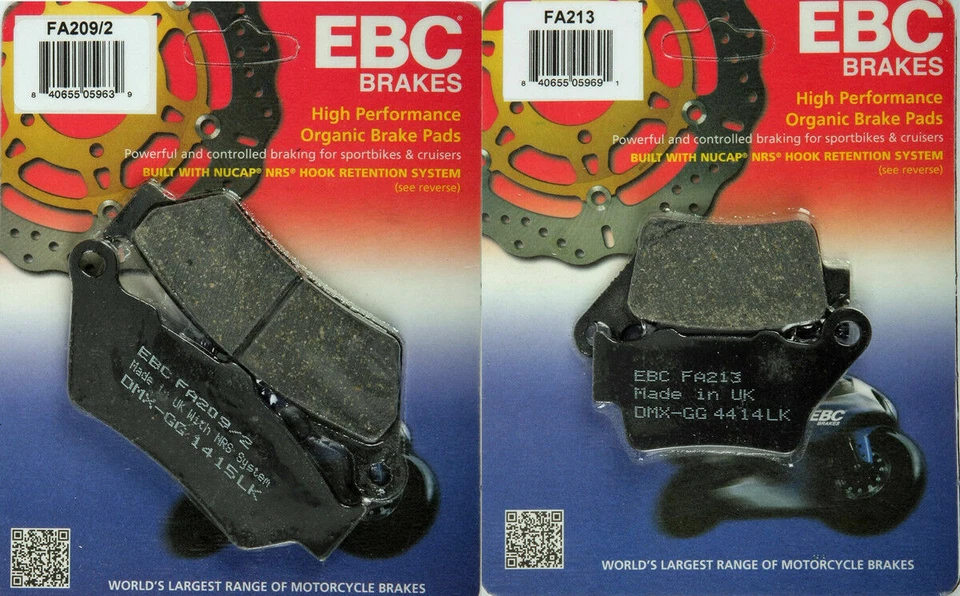 FA209/2
8 40655 05963 9
EBC
BRAKES
High Performance
Organic Brake Pads
Powerful and controlled braking for sportbikes & cruisers
BUILT WITH NUCAP® NRS® HOOK RETENTION SYSTEM
(see reverse)
EBC FA209/2
Made in UK With NRS System
DMX-GG 1415LK
WORLD'S LARGEST RANGE OF MOTORCYCLE BRAKES
FA213
8 40655 05969 1
EBC
BRAKES
High Performance
Organic Brake Pads
Powerful and controlled braking for sportbikes & cruisers
BUILT WITH NUCAP® NRS® HOOK RETENTION SYSTEM
(see reverse)
EBC FA213
Made in UK
DMX-GG 4414LK
EBC
BRAKES
WORLD'S LARGEST RANGE OF MOTORCYCLE BRAKES